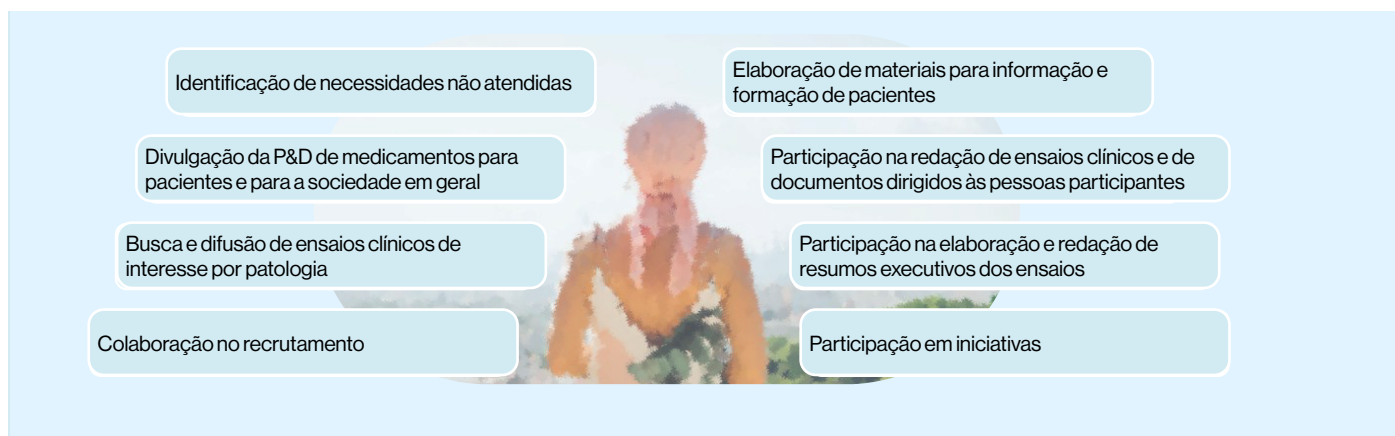 Identificação de necessidades não atendidas
Divulgação da P&D de medicamentos para
pacientes e para a sociedade em geral
Busca e difusão de ensaios clínicos de
interesse por patologia
Colaboração no recrutamento
Elaboração de materiais para informação e
formação de pacientes
Participação na redação de ensaios clínicos e de
documentos dirigidos às pessoas participantes
Participação na elaboração e redação de
resumos executivos dos ensaios
Participação em iniciativas